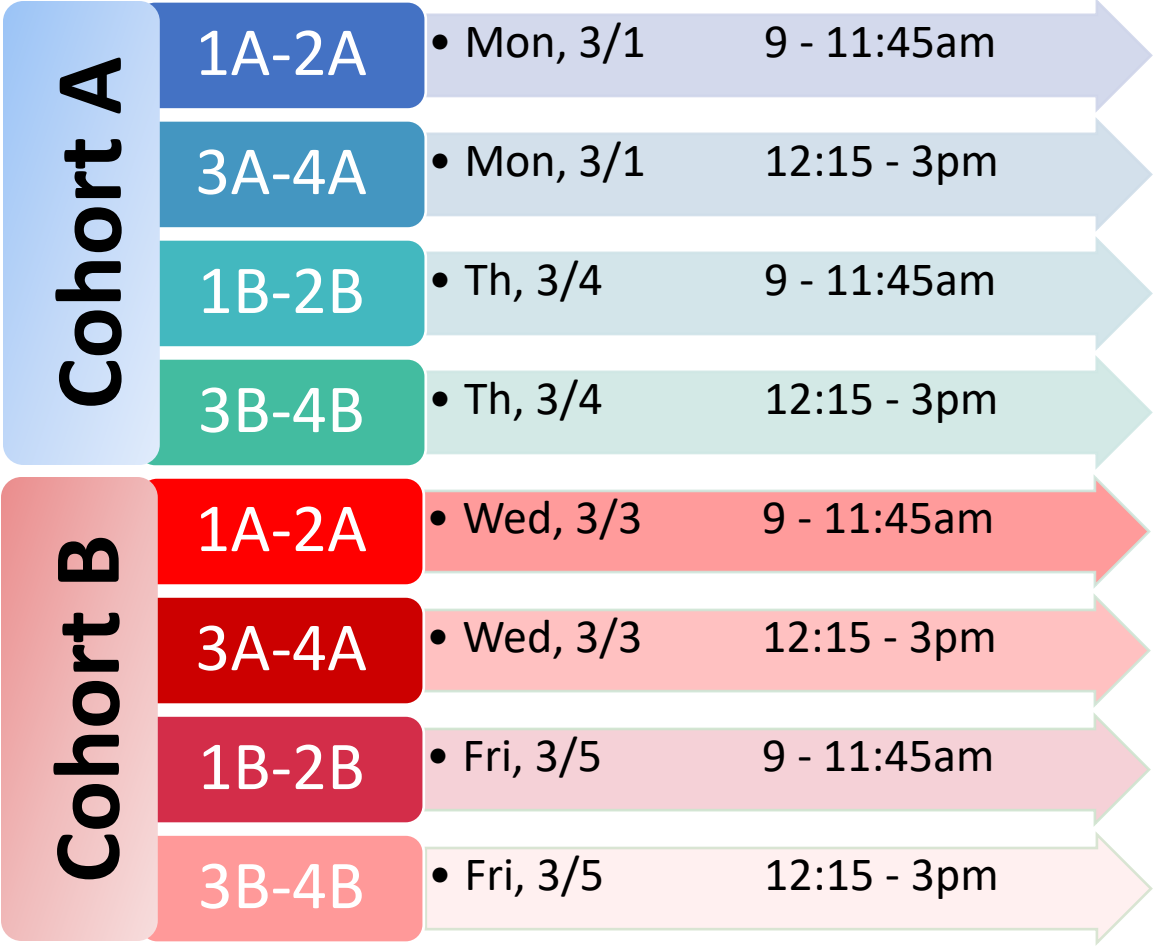 Cohort A
1A-2A • Mon, 3/1 9 - 11:45am
3A-4A • Mon, 3/1 12:15 - 3pm
1B-2B • Th, 3/4 9 - 11:45am
3B-4B • Th, 3/4 12:15 - 3pm
Cohort B
1A-2A • Wed, 3/3 9 - 11:45am
3A-4A • Wed, 3/3 12:15 - 3pm
1B-2B • Fri, 3/5 9 - 11:45am
3B-4B • Fri, 3/5 12:15 - 3pm